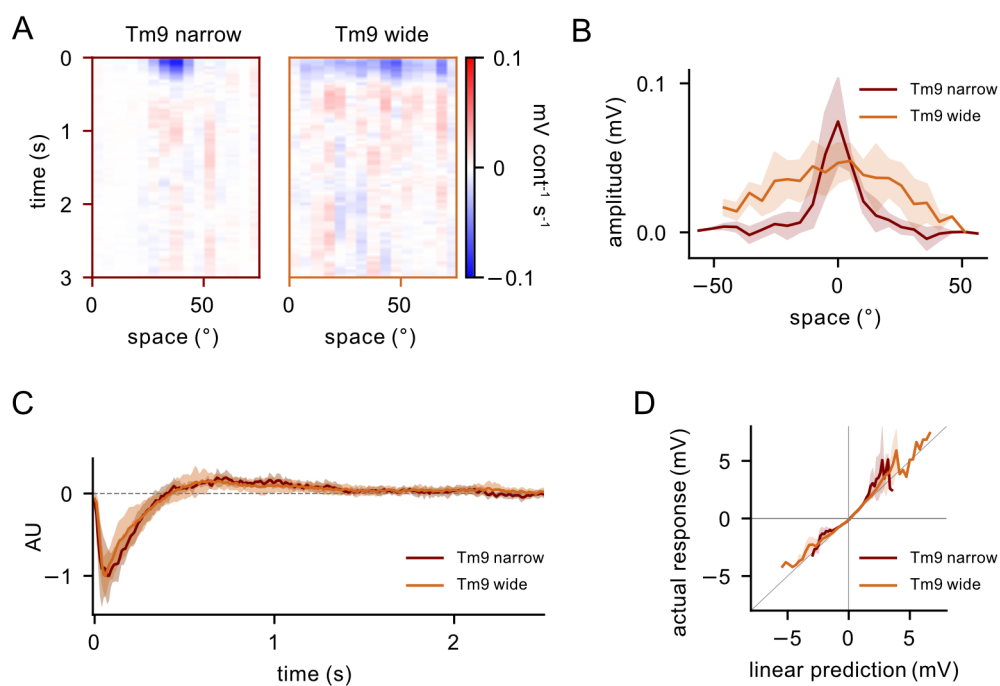 A
Tm9 narrow
Tm9 wide
0
1
2
3
time (s)
0
50
0
50
space (°)
space (°)
0.1
0
−0.1
mV cont⁻¹ s⁻¹
B
0.1
0.0
amplitude (mV)
Tm9 narrow
Tm9 wide
−50
0
50
space (°)
C
0
−1
AU
Tm9 narrow
Tm9 wide
0
1
2
time (s)
D
5
0
−5
actual response (mV)
Tm9 narrow
Tm9 wide
−5
0
5
linear prediction (mV)